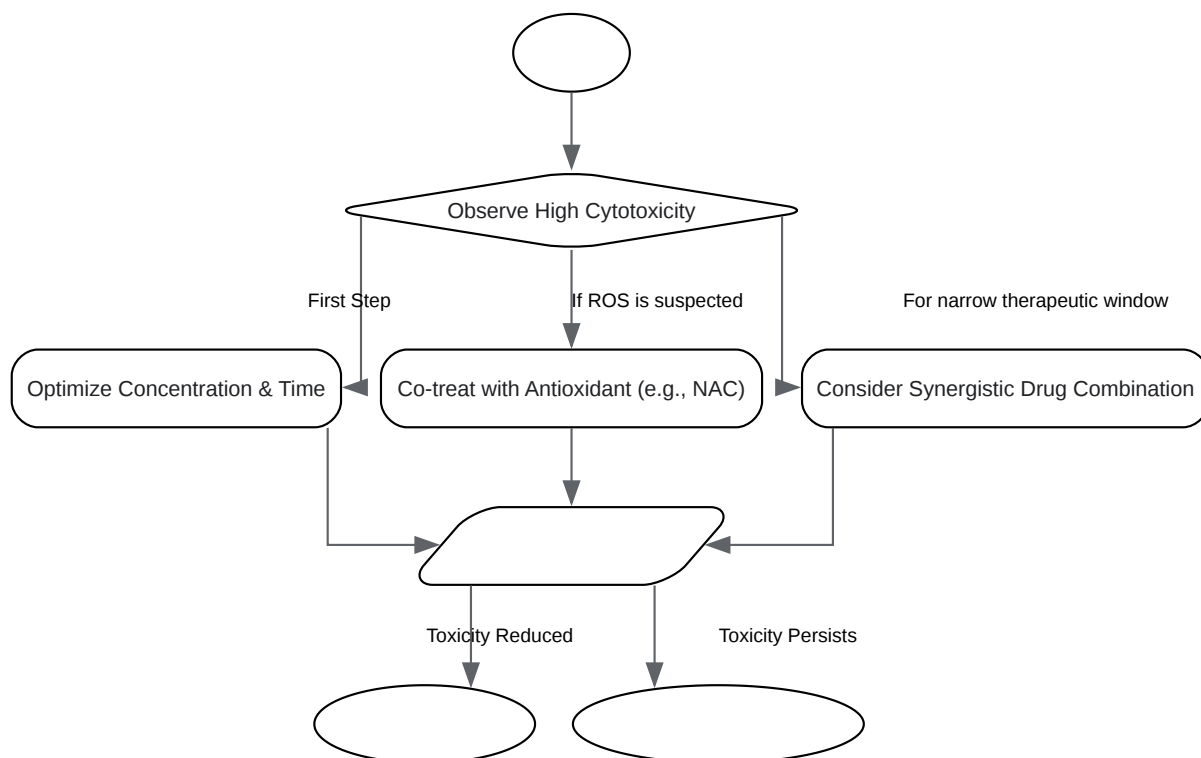 Observe High Cytotoxicity
First Step
If ROS is suspected
For narrow therapeutic window
Optimize Concentration & Time
Co-treat with Antioxidant (e.g., NAC)
Consider Synergistic Drug Combination
Toxicity Reduced
Toxicity Persists